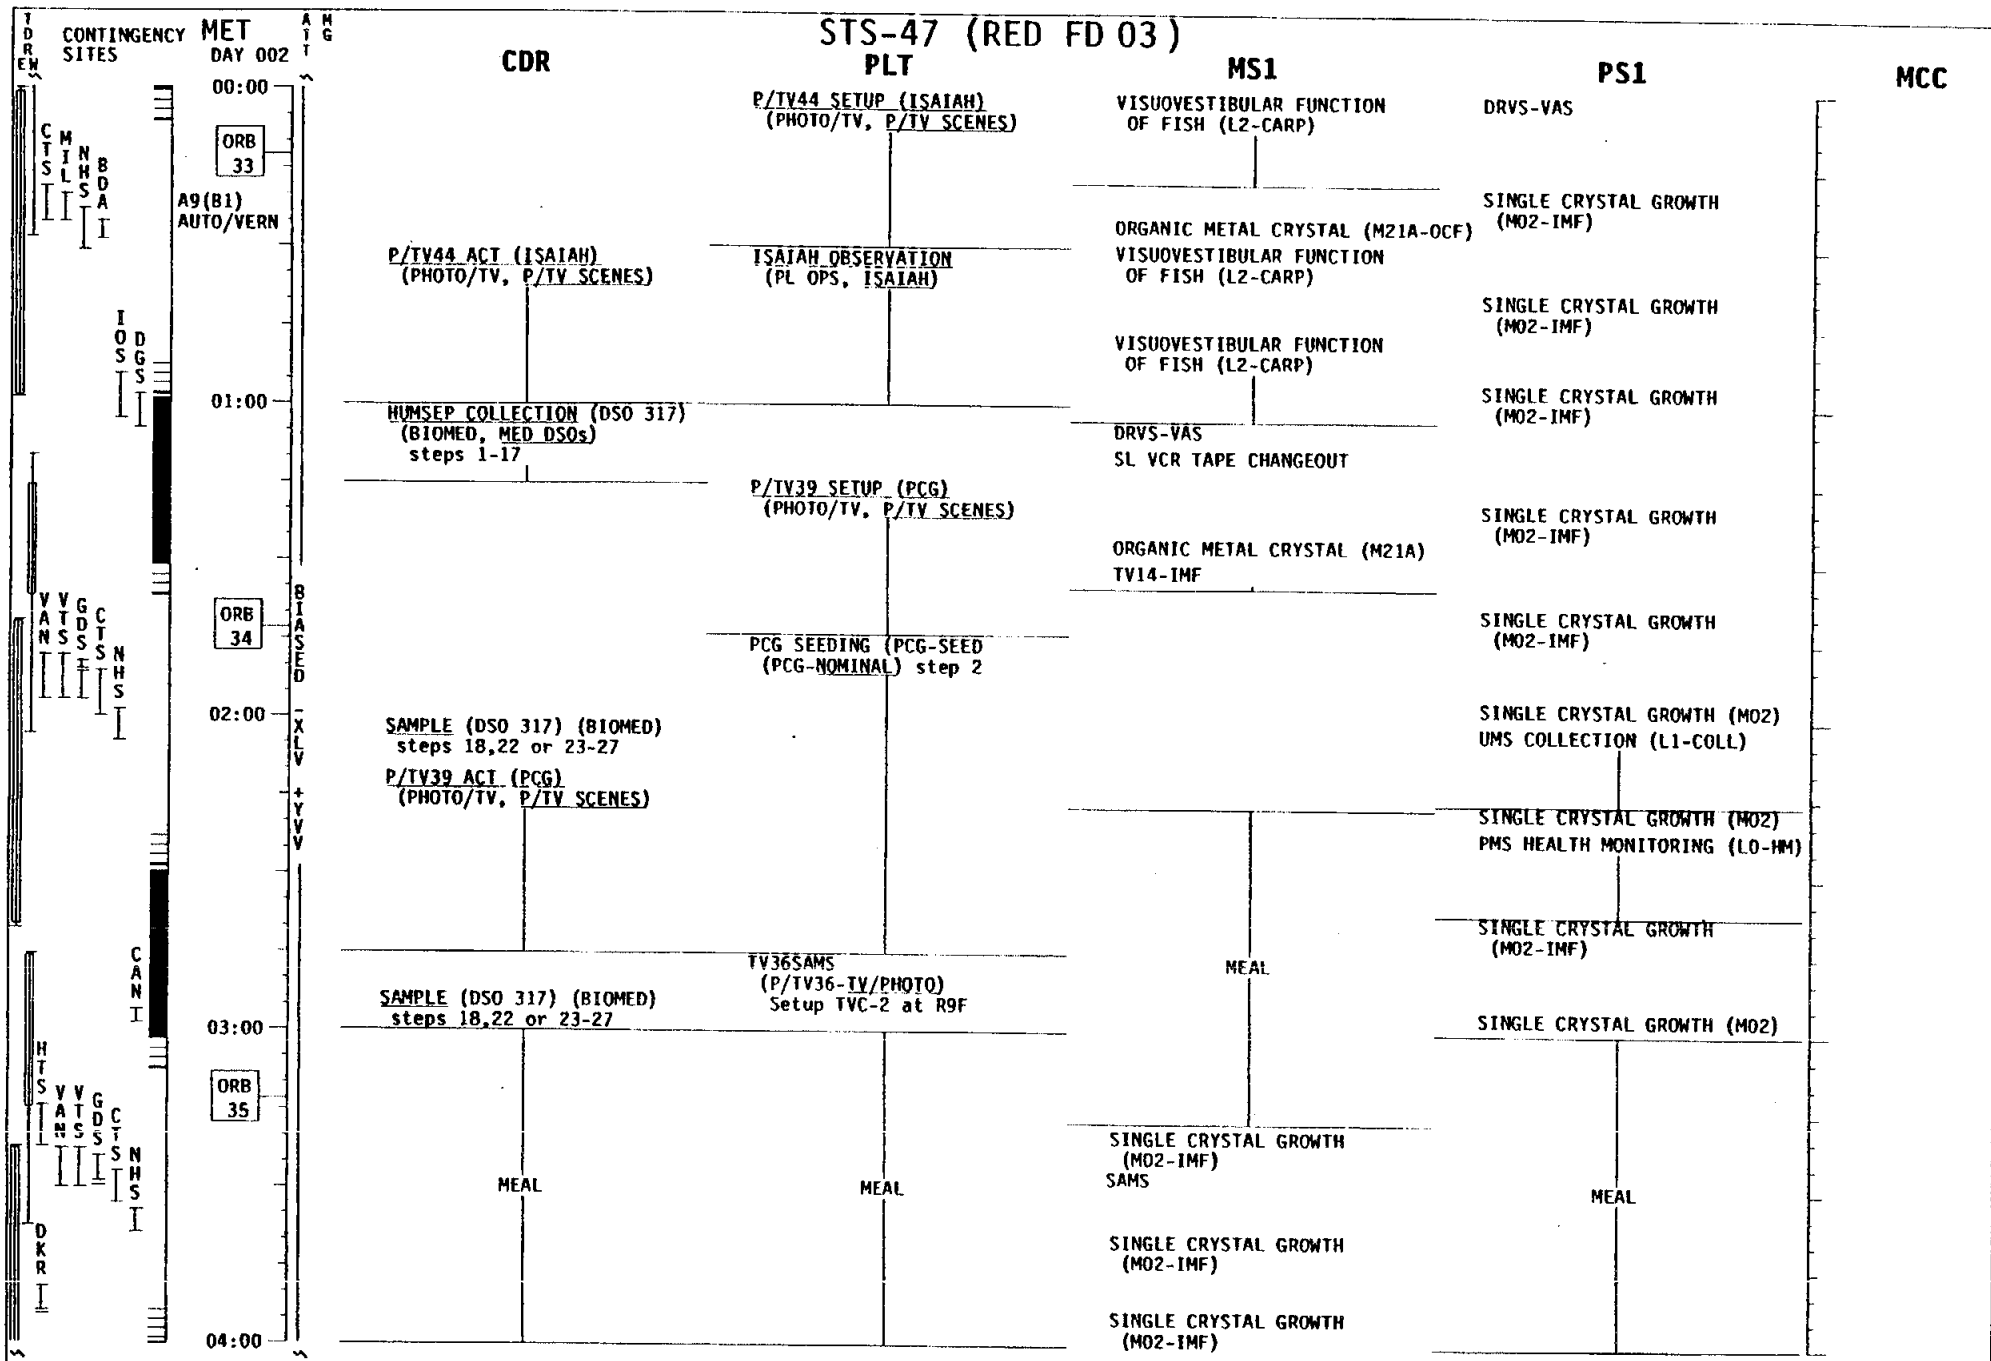 STS-47 (RED FD 03)
TDRE W
CONTINGENCY SITES
MET
DAY 002
ATT
MG
CDR
PLT
MS1
PS1
MCC
00:00
CTS
MIL
NHS
BDA
ORB 33
A9(B1)
AUTO/VERN
IOS
DGS
01:00
VAN
VTS
GDS
CTS
NHS
ORB 34
BIASED -XLV +YVV
02:00
CAN
03:00
HTS
VAN
VTS
GDS
CTS
NHS
DKR
ORB 35
04:00
P/TV44 ACT (ISAIAH)
(PHOTO/TV, P/TV SCENES)
HUMSEP COLLECTION (DSO 317)
(BIOMED, MED DSOs)
steps 1-17
SAMPLE (DSO 317) (BIOMED)
steps 18,22 or 23-27
P/TV39 ACT (PCG)
(PHOTO/TV, P/TV SCENES)
SAMPLE (DSO 317) (BIOMED)
steps 18,22 or 23-27
MEAL
P/TV44 SETUP (ISAIAH)
(PHOTO/TV, P/TV SCENES)
ISAIAH OBSERVATION
(PL OPS, ISAIAH)
P/TV39 SETUP (PCG)
(PHOTO/TV, P/TV SCENES)
PCG SEEDING (PCG-SEED
(PCG-NOMINAL) step 2
TV36SAMS
(P/TV36-TV/PHOTO)
Setup TVC-2 at R9F
MEAL
VISUOVESTIBULAR FUNCTION
OF FISH (L2-CARP)
ORGANIC METAL CRYSTAL (M21A-OCF)
VISUOVESTIBULAR FUNCTION
OF FISH (L2-CARP)
VISUOVESTIBULAR FUNCTION
OF FISH (L2-CARP)
DRVS-VAS
SL VCR TAPE CHANGEOUT
ORGANIC METAL CRYSTAL (M21A)
TV14-IMF
MEAL
SINGLE CRYSTAL GROWTH
(M02-IMF)
SAMS
SINGLE CRYSTAL GROWTH
(M02-IMF)
SINGLE CRYSTAL GROWTH
(M02-IMF)
DRVS-VAS
SINGLE CRYSTAL GROWTH
(M02-IMF)
SINGLE CRYSTAL GROWTH
(M02-IMF)
SINGLE CRYSTAL GROWTH
(M02-IMF)
SINGLE CRYSTAL GROWTH
(M02-IMF)
SINGLE CRYSTAL GROWTH
(M02-IMF)
SINGLE CRYSTAL GROWTH (M02)
UMS COLLECTION (L1-COLL)
SINGLE CRYSTAL GROWTH (M02)
PMS HEALTH MONITORING (L0-HM)
SINGLE CRYSTAL GROWTH
(M02-IMF)
SINGLE CRYSTAL GROWTH (M02)
MEAL